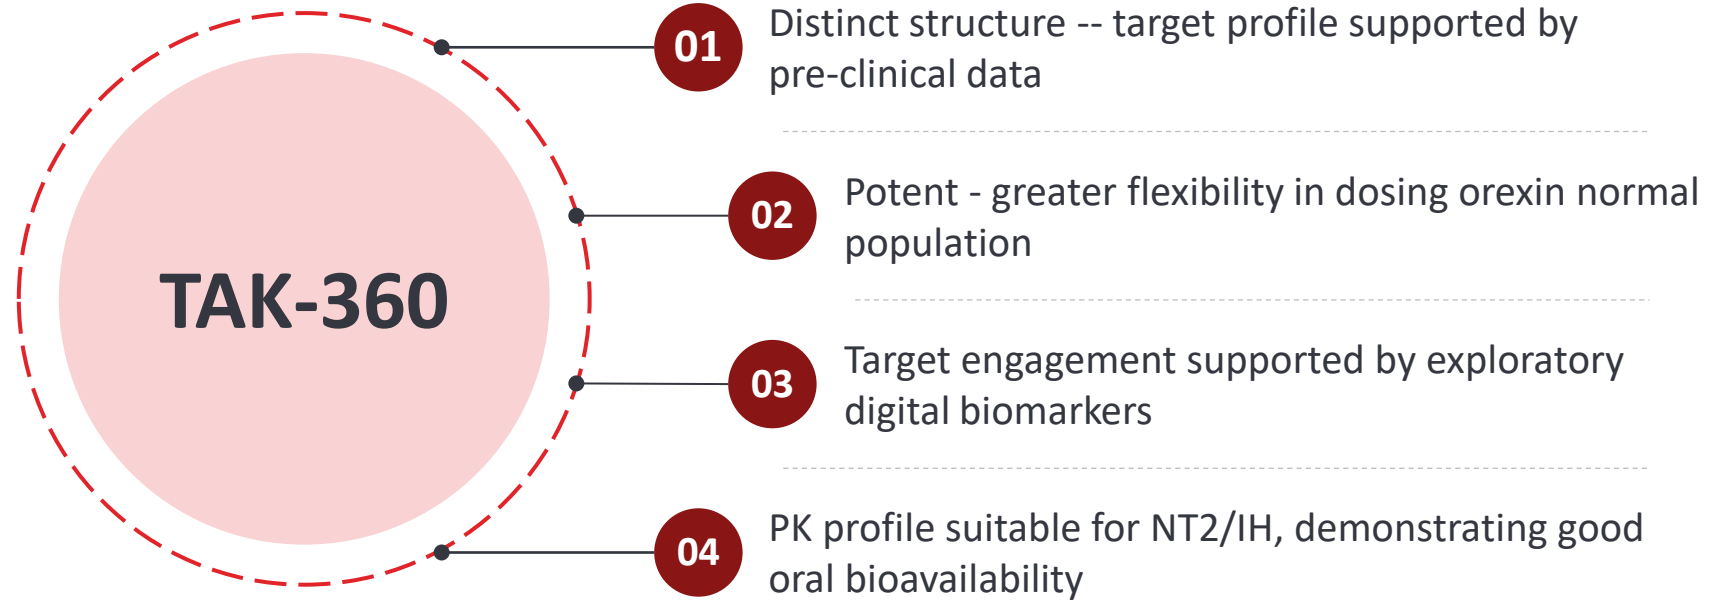 TAK-360
01
Distinct structure -- target profile supported by
pre-clinical data
02
Potent - greater flexibility in dosing orexin normal
population
03
Target engagement supported by exploratory
digital biomarkers
04
PK profile suitable for NT2/IH, demonstrating good
oral bioavailability